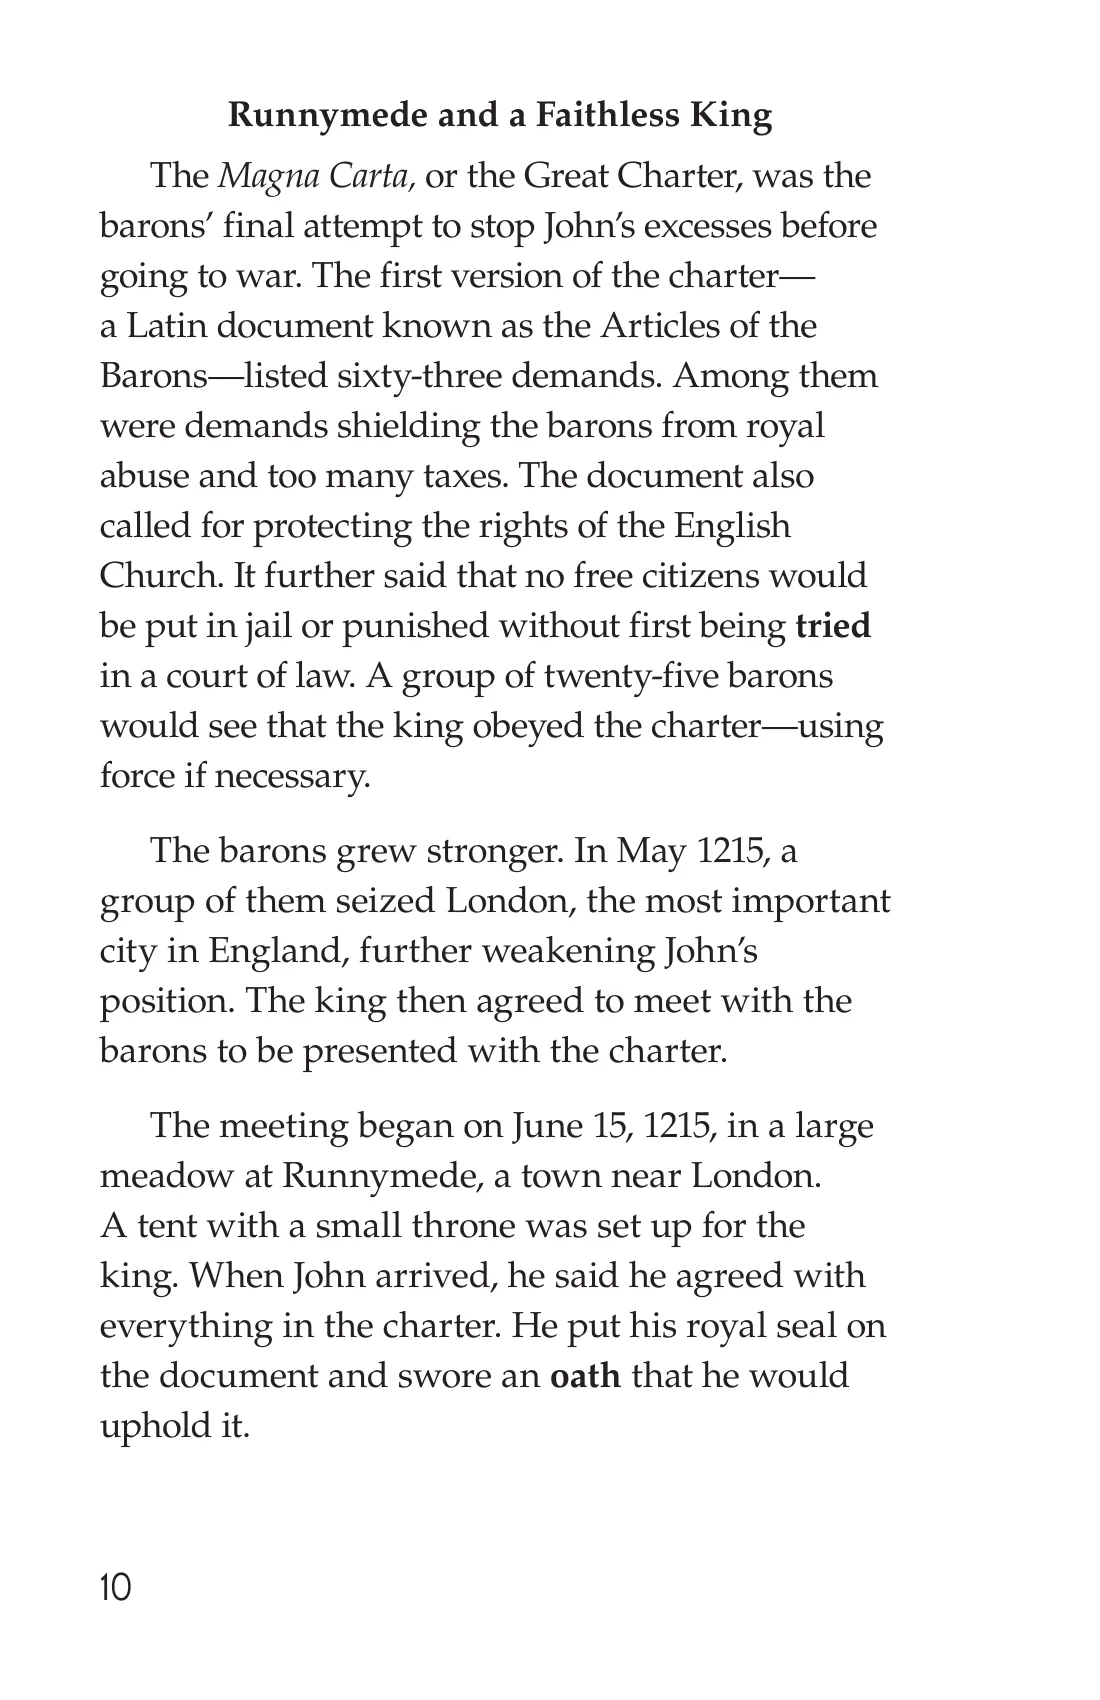 Runnymede and a Faithless King
The Magna Carta, or the Great Charter, was the
barons’ final attempt to stop John’s excesses before
going to war. The first version of the charter—
a Latin document known as the Articles of the
Barons—listed sixty-three demands. Among them
were demands shielding the barons from royal
abuse and too many taxes. The document also
called for protecting the rights of the English
Church. It further said that no free citizens would
be put in jail or punished without first being tried
in a court of law. A group of twenty-five barons
would see that the king obeyed the charter—using
force if necessary.
The barons grew stronger. In May 1215, a
group of them seized London, the most important
city in England, further weakening John’s
position. The king then agreed to meet with the
barons to be presented with the charter.
The meeting began on June 15, 1215, in a large
meadow at Runnymede, a town near London.
A tent with a small throne was set up for the
king. When John arrived, he said he agreed with
everything in the charter. He put his royal seal on
the document and swore an oath that he would
uphold it.
10